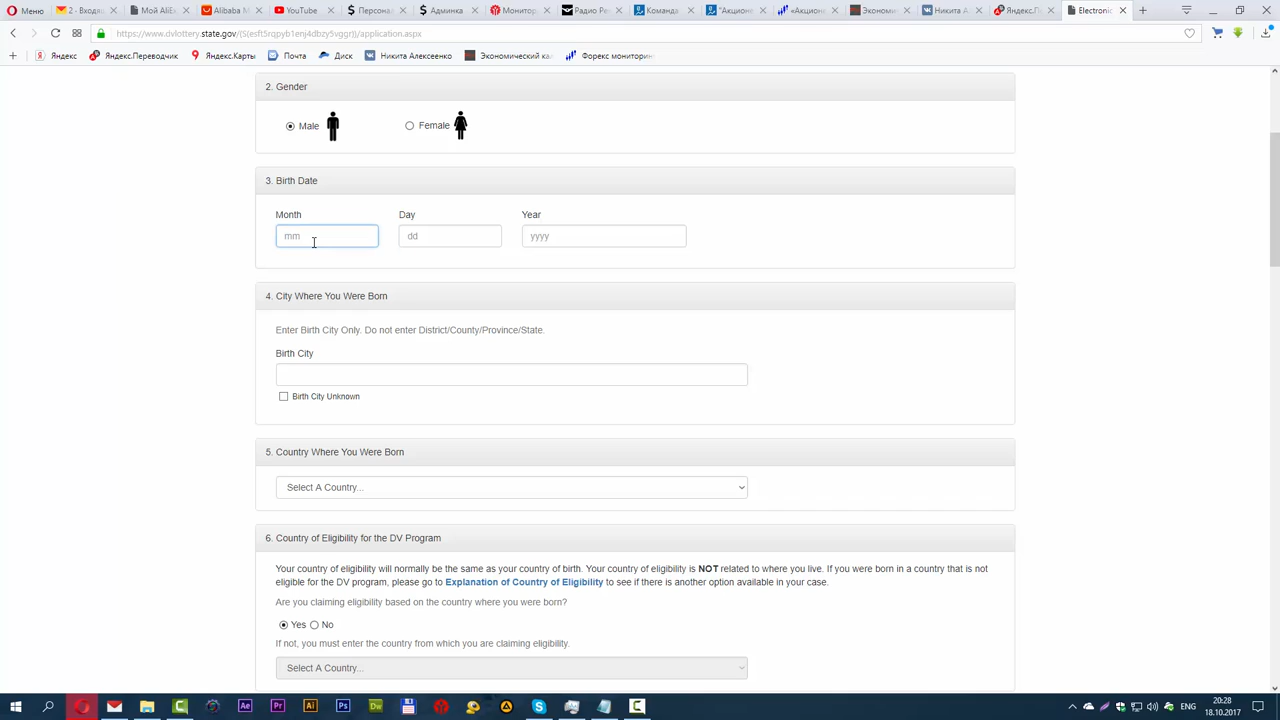 Меню
2 - Входящ
Мой AliEx
Alibaba M
YouTube
Персона
Админка
Монитор
Радио Ре
Команда
"Акционе
«Акцион
Экономи
Никита А
Яндекс.П
Electronic
https://www.dvlottery.state.gov/(S(esft5rqpyb1enj4dbzy5vggr))/application.aspx
Яндекс
Яндекс.Переводчик
Яндекс.Карты
Почта
Диск
Никита Алексеенко
Экономический ка
Форекс монитори
2. Gender
Male
Female
3. Birth Date
Month Day Year
mm dd yyyy
4. City Where You Were Born
Enter Birth City Only. Do not enter District/County/Province/State.
Birth City
Birth City Unknown
5. Country Where You Were Born
Select A Country...
6. Country of Eligibility for the DV Program
Your country of eligibility will normally be the same as your country of birth. Your country of eligibility is NOT related to where you live. If you were born in a country that is not
eligible for the DV program, please go to Explanation of Country of Eligibility to see if there is another option available in your case.
Are you claiming eligibility based on the country where you were born?
Yes No
If not, you must enter the country from which you are claiming eligibility.
Select A Country...
Ae Pr Ai Ps Dw
ENG
20:28
18.10.2017